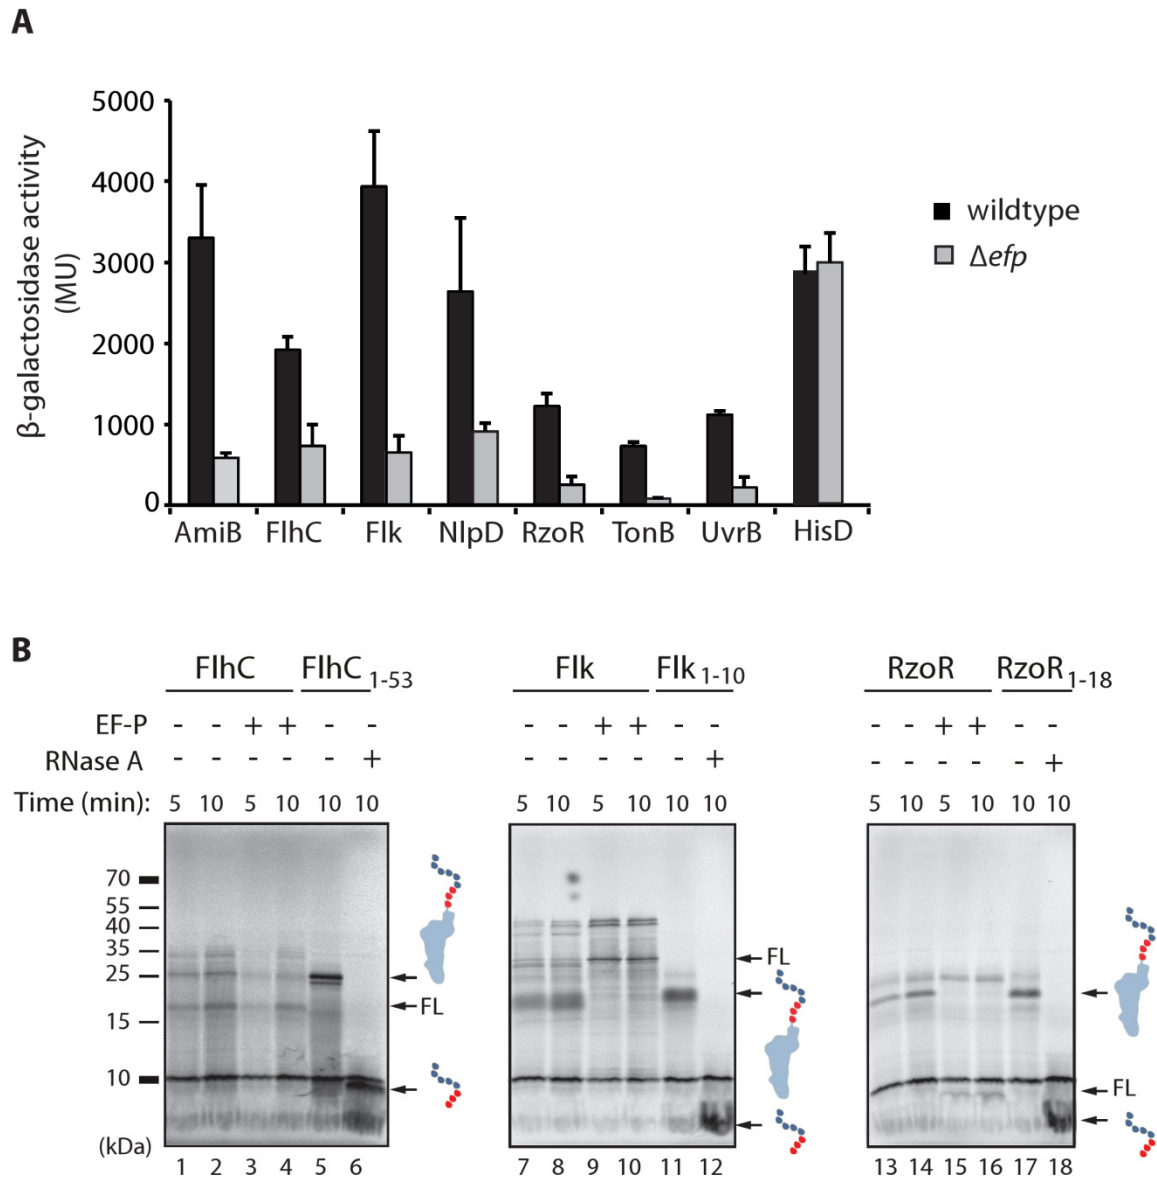 A
β-galactosidase activity
(MU)
5000
4000
3000
2000
1000
0
wildtype
Δefp
AmiB FlhC Flk NlpD RzoR TonB UvrB HisD
B
FlhC FlhC1-53 Flk Flk1-10 RzoR RzoR1-18
EF-P - - + + - - - - + + - - - - + + - -
RNase A - - - - - + - - - - - + - - - - - +
Time (min): 5 10 5 10 10 10 5 10 5 10 10 10 5 10 5 10 10 10
70
55
40
35
25
15
10
(kDa)
FL
FL
FL
1 2 3 4 5 6 7 8 9 10 11 12 13 14 15 16 17 18